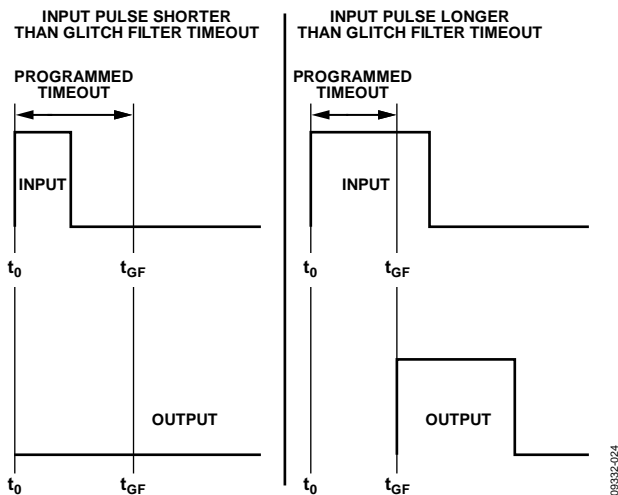 INPUT PULSE SHORTER
THAN GLITCH FILTER TIMEOUT
PROGRAMMED
TIMEOUT
INPUT
t0
tGF
OUTPUT
t0
tGF
INPUT PULSE LONGER
THAN GLITCH FILTER TIMEOUT
PROGRAMMED
TIMEOUT
INPUT
t0
tGF
OUTPUT
t0
tGF
09332-024